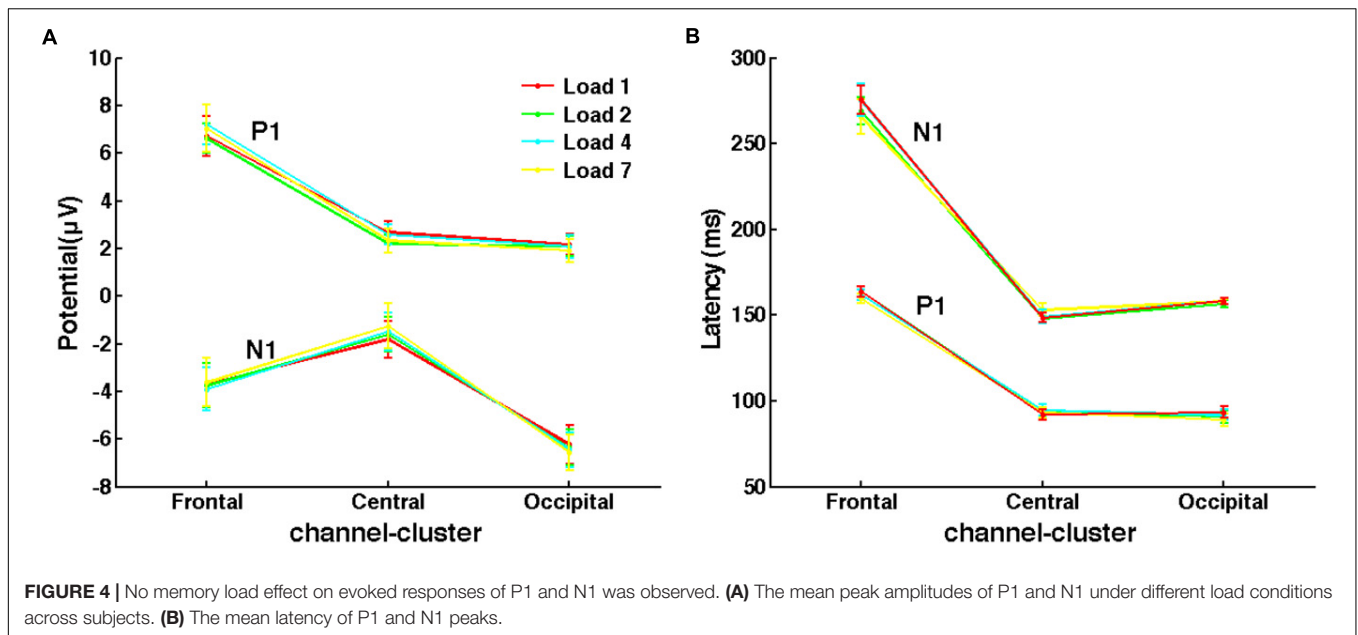 A
10
8
6
4
2
0
-2
-4
-6
-8
Potential(µ V)
P1
N1
Load 1
Load 2
Load 4
Load 7
Frontal Central Occipital
channel-cluster
B
300
250
200
150
100
50
Latency (ms)
N1
P1
Frontal Central Occipital
channel-cluster
FIGURE 4 | No memory load effect on evoked responses of P1 and N1 was observed. (A) The mean peak amplitudes of P1 and N1 under different load conditions
across subjects. (B) The mean latency of P1 and N1 peaks.